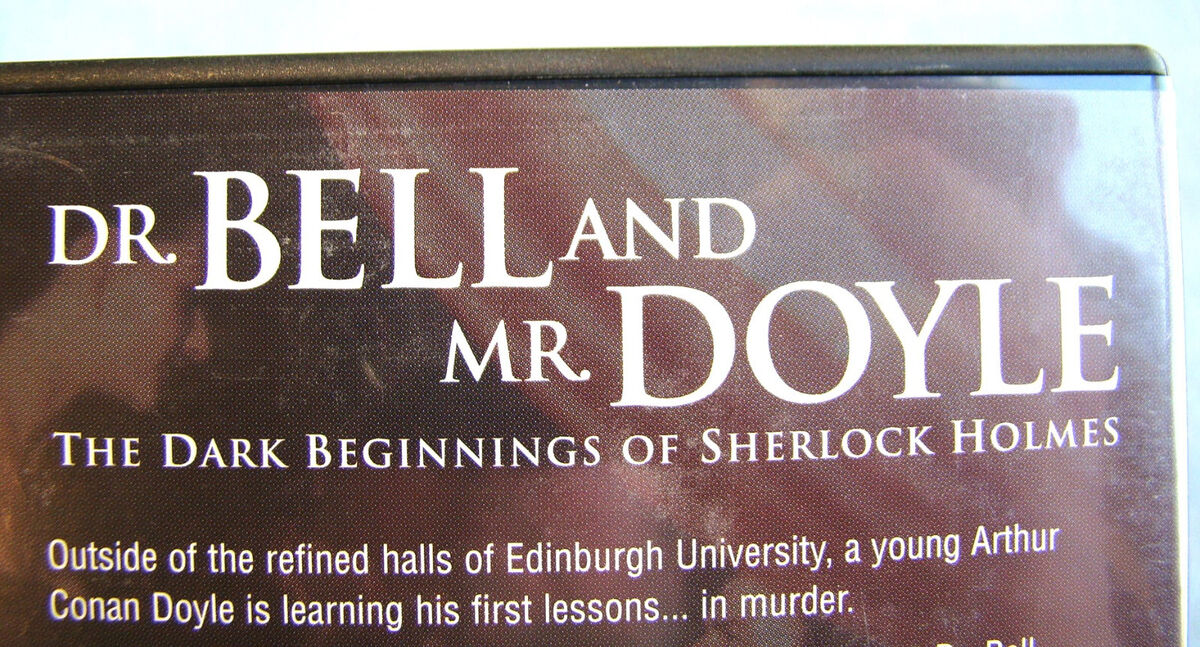 DR. BELL AND
MR. DOYLE
THE DARK BEGINNINGS OF SHERLOCK HOLMES
Outside of the refined halls of Edinburgh University, a young Arthur
Conan Doyle is learning his first lessons... in murder.
Bell